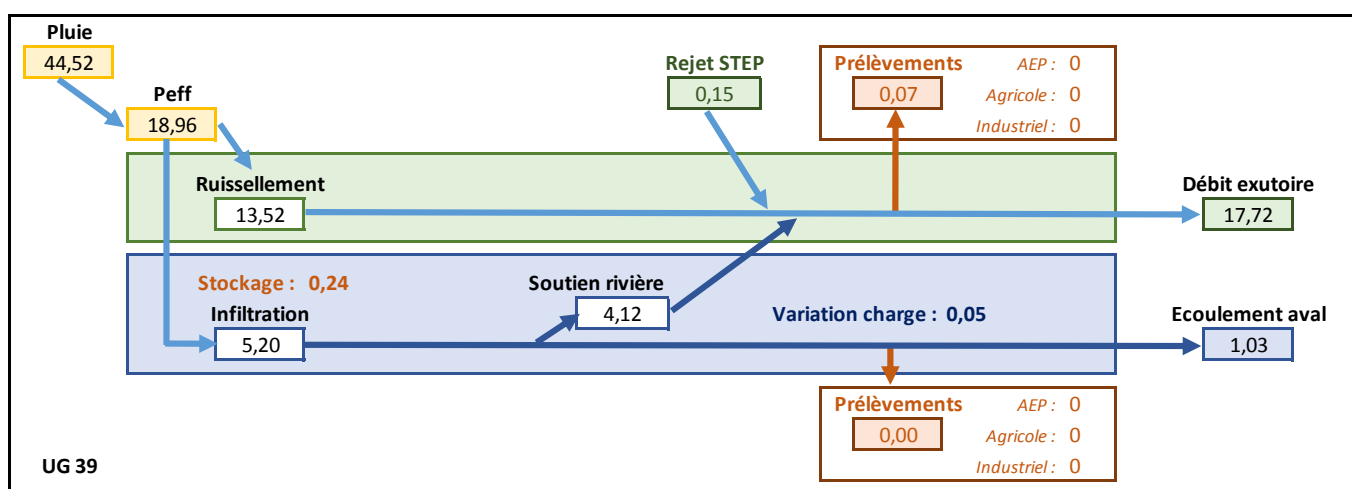 Pluie
44,52
Peff
18,96
Rejet STEP
0,15
Prélèvements
0,07
AEP : 0
Agricole : 0
Industriel : 0
Ruissellement
13,52
Débit exutoire
17,72
Stockage : 0,24
Infiltration
5,20
Soutien rivière
4,12
Variation charge : 0,05
Ecoulement aval
1,03
Prélèvements
0,00
AEP : 0
Agricole : 0
Industriel : 0
UG 39